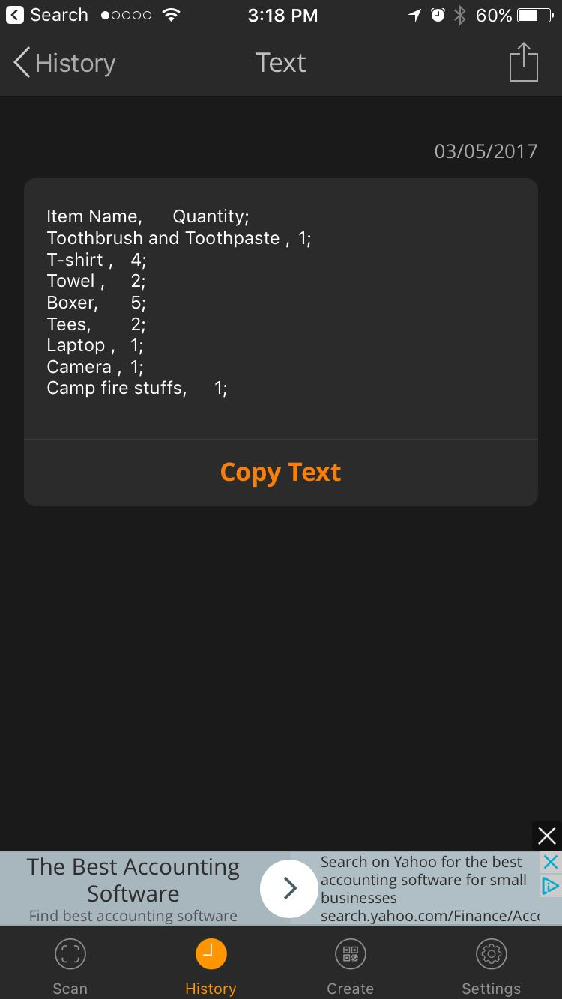 Search 3:18 PM 60%
History Text
03/05/2017
Item Name, Quantity;
Toothbrush and Toothpaste , 1;
T-shirt , 4;
Towel , 2;
Boxer, 5;
Tees, 2;
Laptop , 1;
Camera , 1;
Camp fire stuffs, 1;
Copy Text
The Best Accounting
Software
Find best accounting software
Search on Yahoo for the best
accounting software for small
businesses
search.yahoo.com/Finance/Acc
Scan History Create Settings